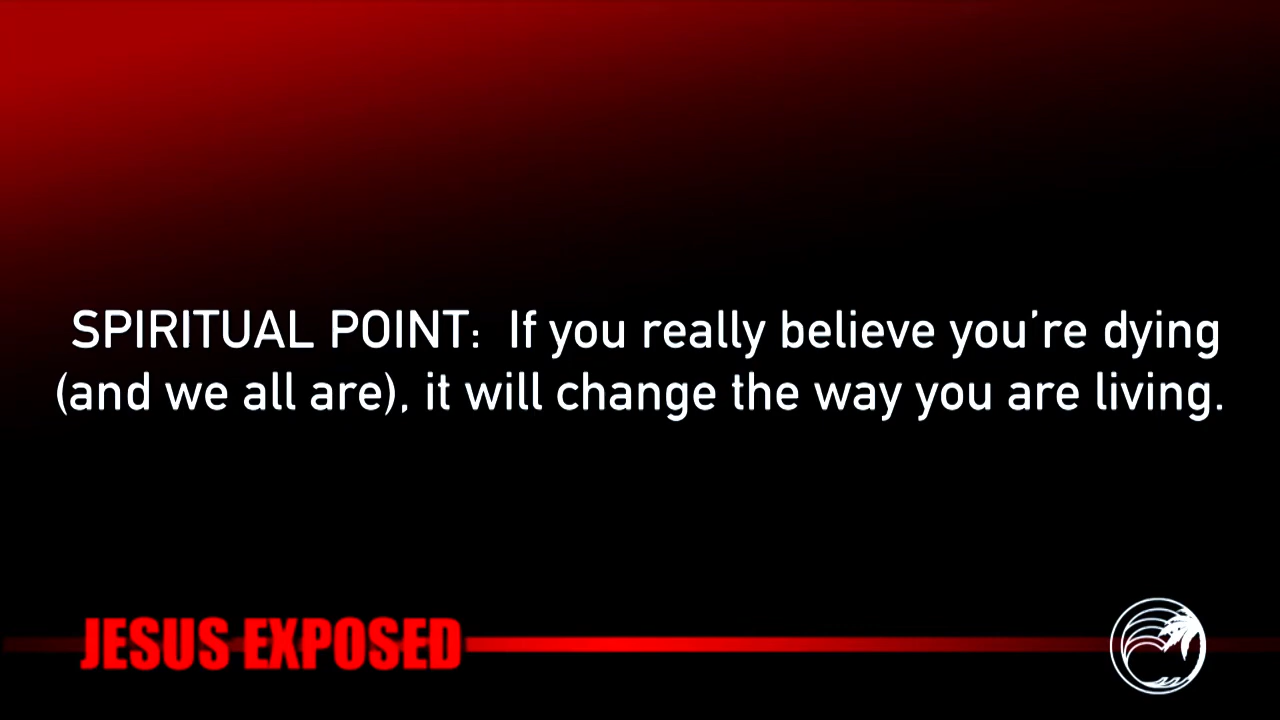 SPIRITUAL POINT:  If you really believe you’re dying
(and we all are), it will change the way you are living.
JESUS EXPOSED